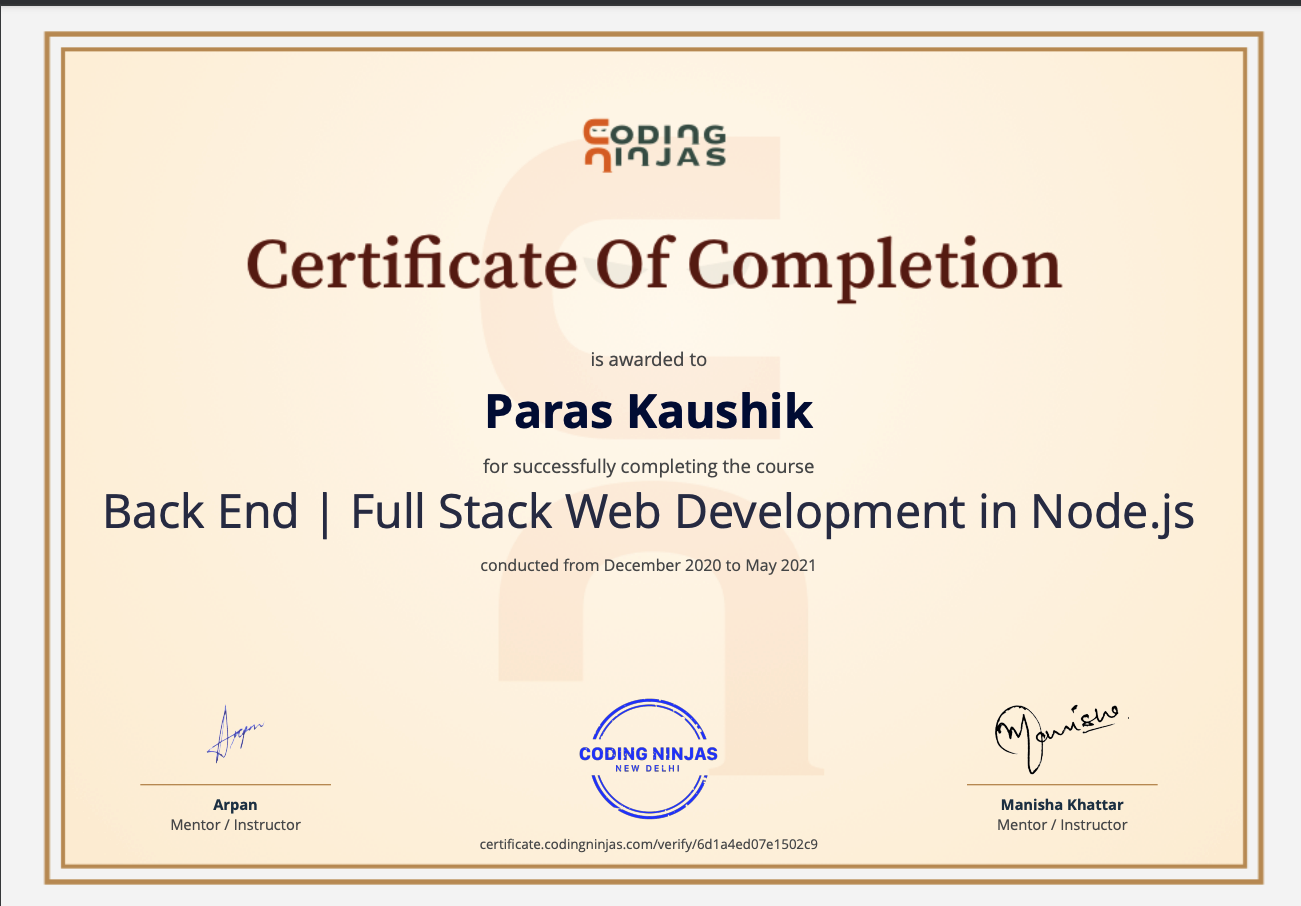 CODING
NINJAS
Certificate Of Completion
is awarded to
Paras Kaushik
for successfully completing the course
Back End | Full Stack Web Development in Node.js
conducted from December 2020 to May 2021
Arpan
Manisha
CODING NINJAS
NEW DELHI
Arpan
Manisha Khattar
Mentor / Instructor
Mentor / Instructor
certificate.codingninjas.com/verify/6d1a4ed07e1502c9